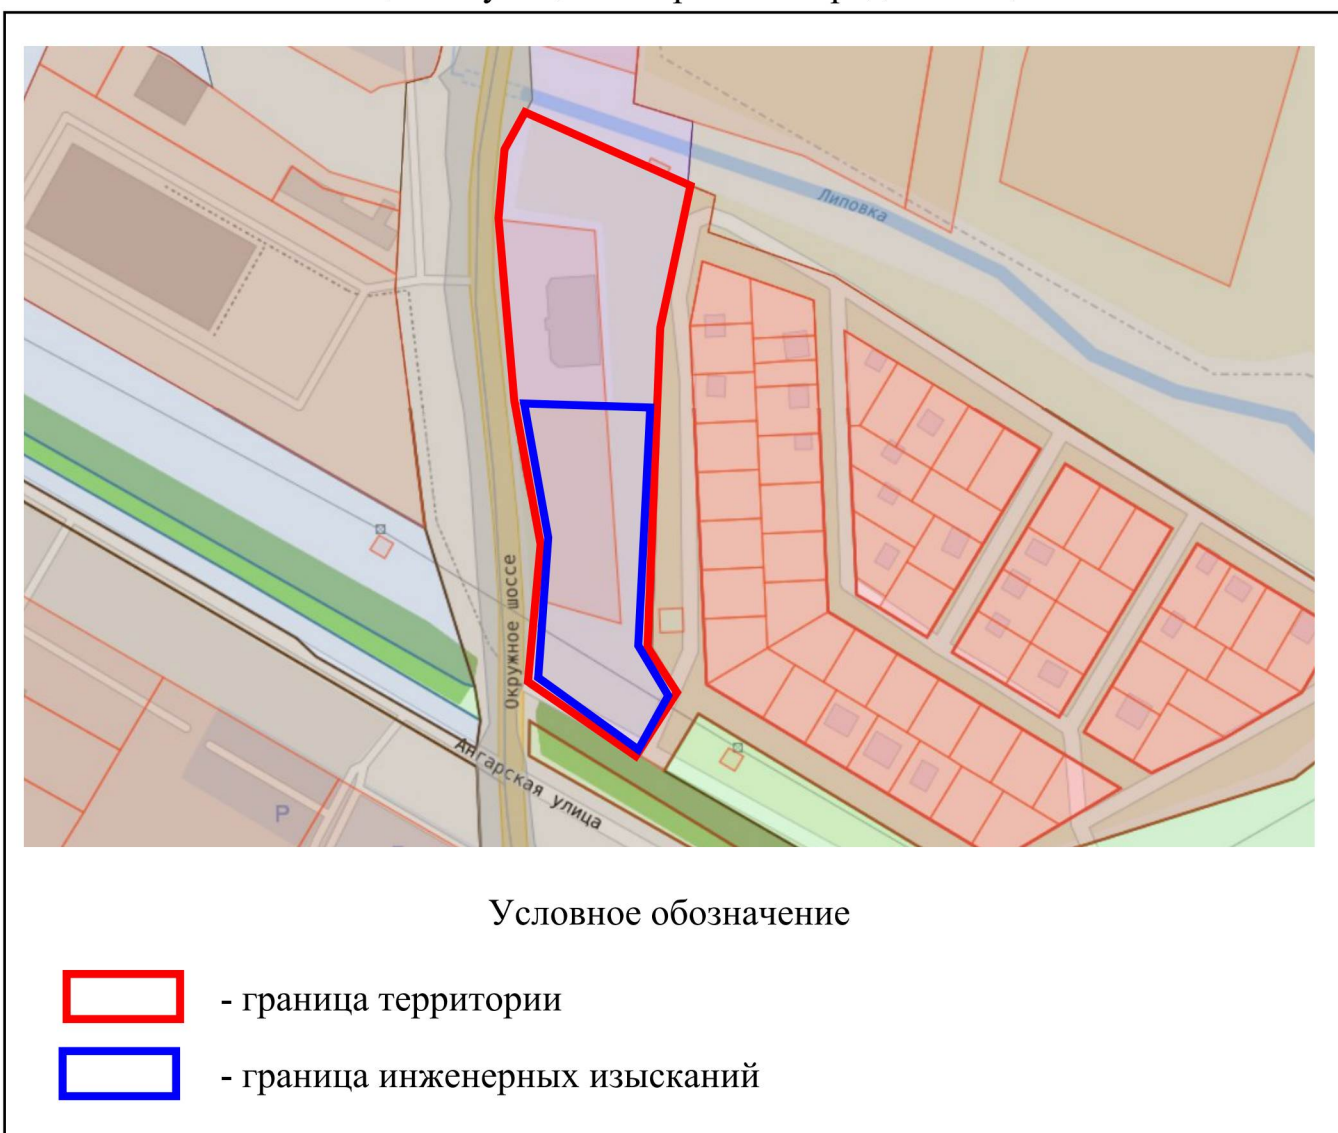 Липовка
Окружное шоссе
Ангарская улица
P
Условное обозначение
- граница территории
- граница инженерных изысканий